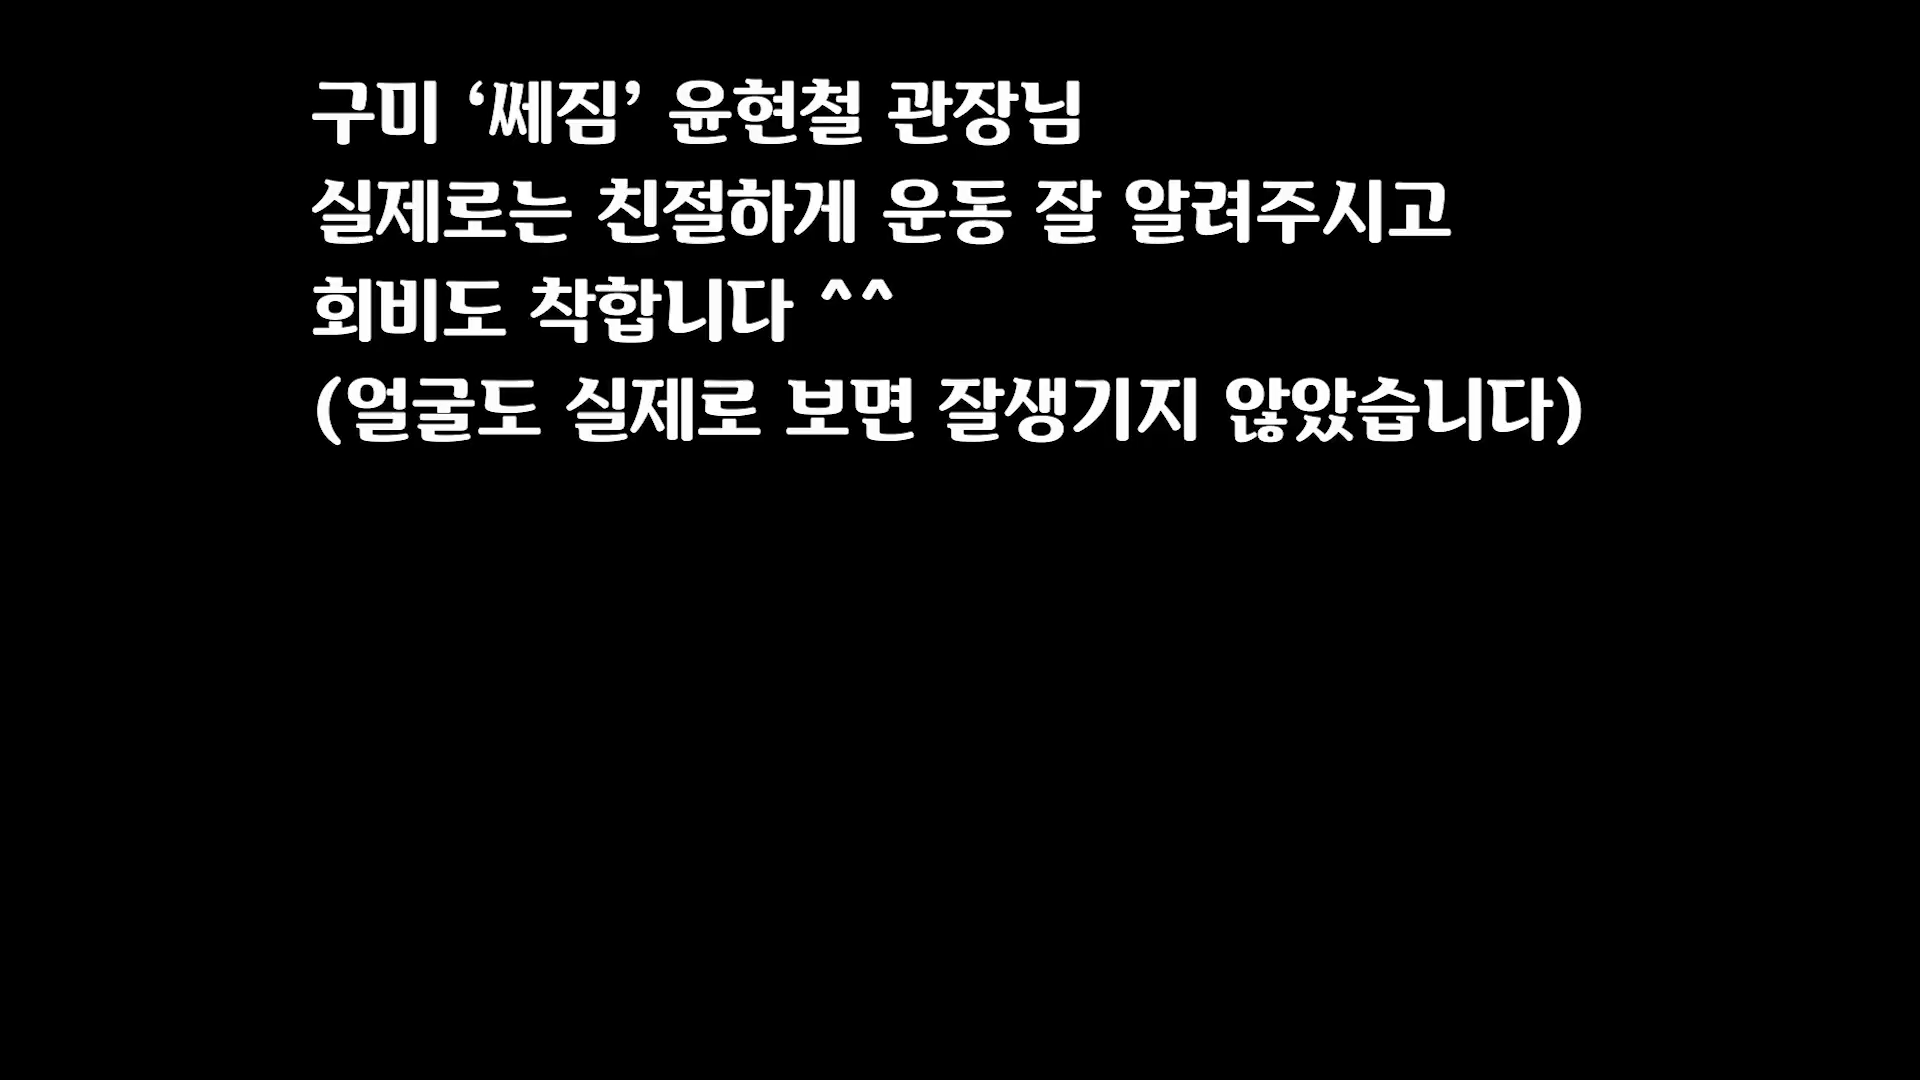 구미 ‘쎄짐’ 윤현철 관장님
실제로는 친절하게 운동 잘 알려주시고
회비도 착합니다 ^^
(얼굴도 실제로 보면 잘생기지 않았습니다)